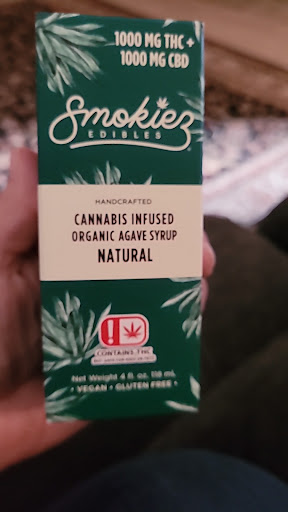 1000 MG THC +
1000 MG CBD
Smokiez
EDIBLES
HANDCRAFTED
CANNABIS INFUSED
ORGANIC AGAVE SYRUP
NATURAL
CONTAINS THC
Net Weight 4 fl. oz. 118 mL
• VEGAN • GLUTEN FREE •